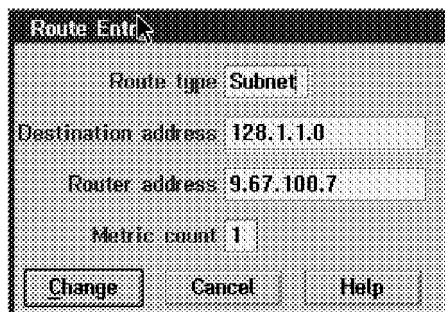 Route Entry
Route type Subnet
Destination address 128.1.1.0
Router address 9.67.100.7
Metric count 1
Change Cancel Help